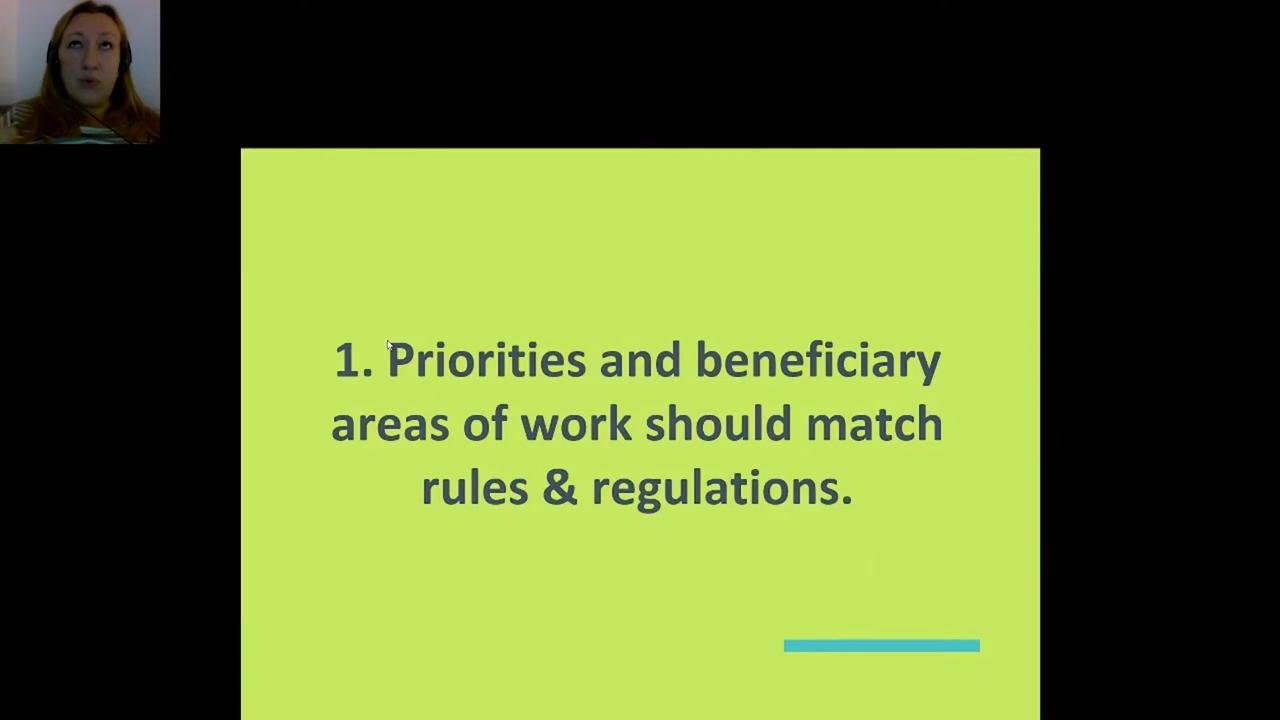 1. Priorities and beneficiary
areas of work should match
rules & regulations.